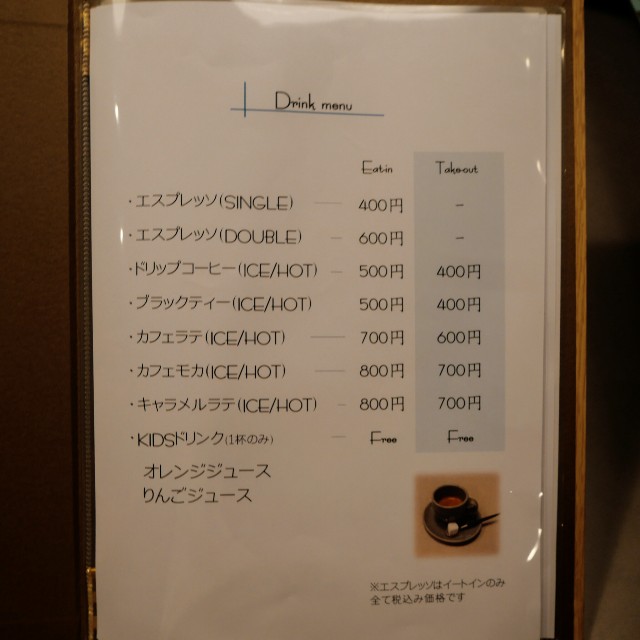 Drink menu
Eat in Takeout
・エスプレッソ(SINGLE) 400円 -
・エスプレッソ(DOUBLE) 600円 -
・ドリップコーヒー(ICE/HOT) 500円 400円
・ブラックティー(ICE/HOT) 500円 400円
・カフェラテ(ICE/HOT) 700円 600円
・カフェモカ(ICE/HOT) 800円 700円
・キャラメルラテ(ICE/HOT) 800円 700円
・KIDSドリンク(1杯のみ) Free Free
オレンジジュース
りんごジュース
※エスプレッソはイートインのみ
全て税込み価格です